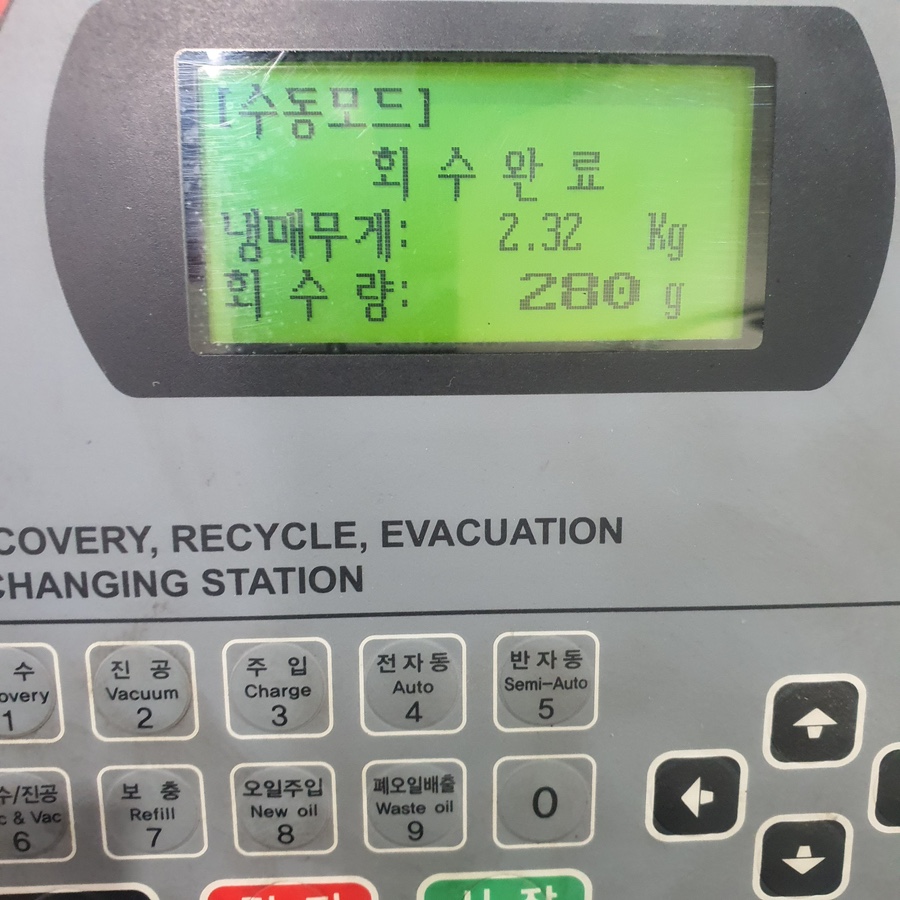 [수동모드]
회 수 완 료
냉매무게: 2.32 Kg
회 수 량: 280 g
COVERY, RECYCLE, EVACUATION
CHANGING STATION
수 진 공 주 입 전자동 반자동
overy Vacuum Charge Auto Semi-Auto
1 2 3 4 5
수/진공 보 충 오일주입 폐오일배출
c & Vac Refill New oil Waste oil 0
6 7 8 9